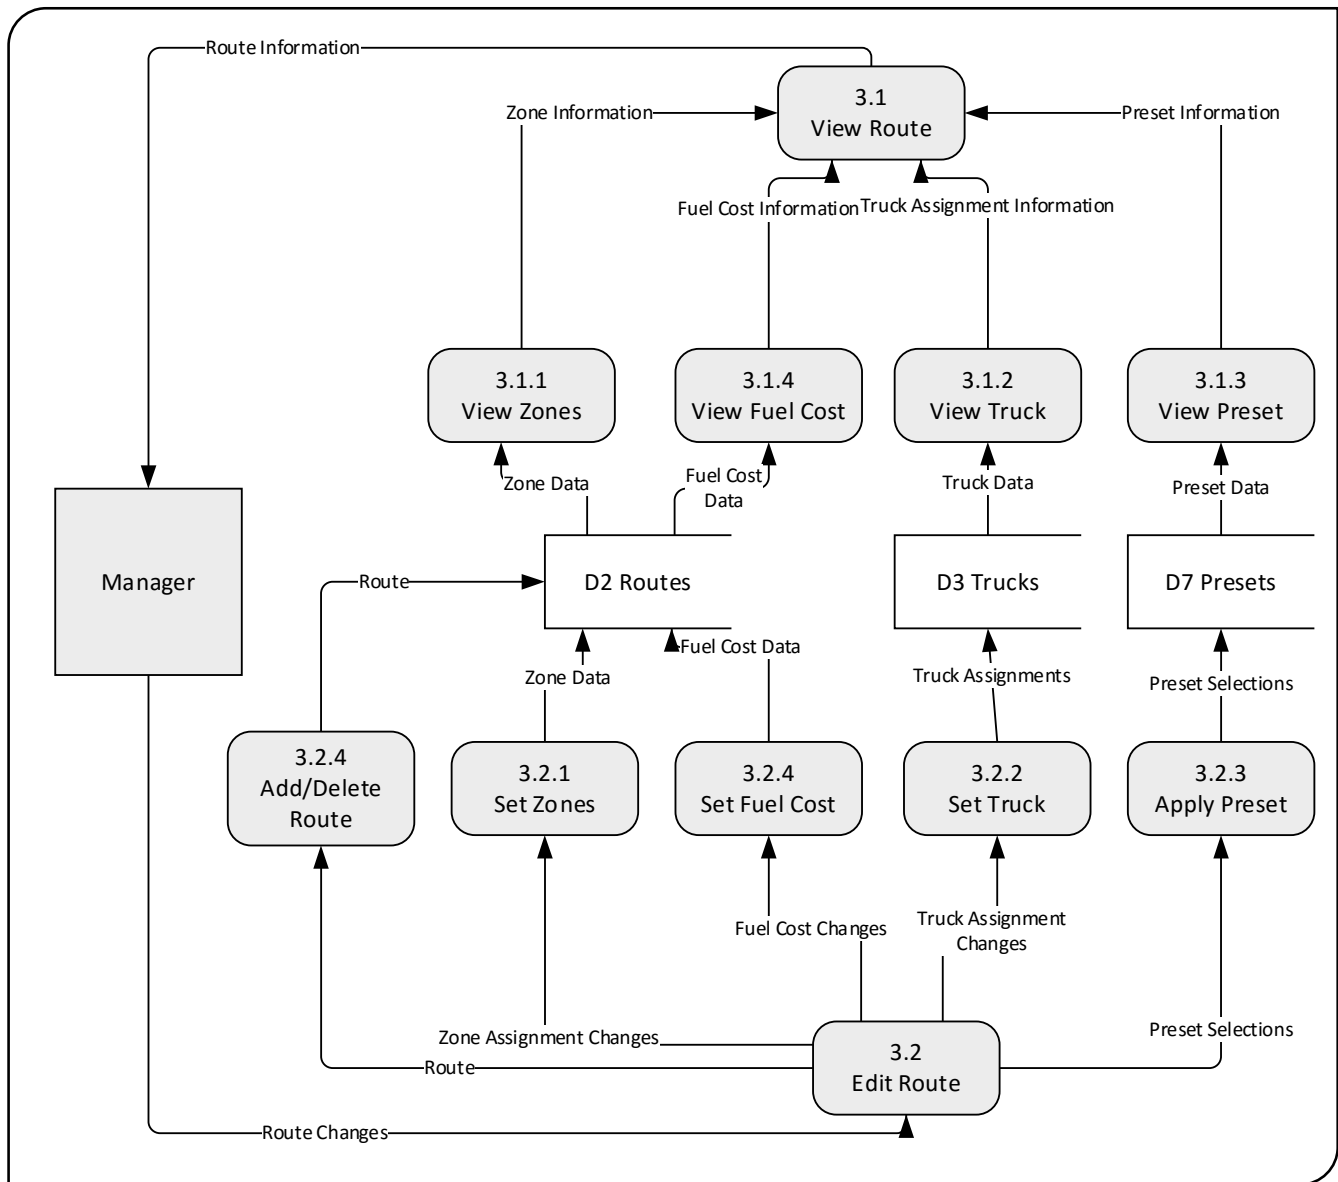 Route Information
3.1
View Route
Zone Information
Preset Information
Fuel Cost Information
Truck Assignment Information
3.1.1
View Zones
3.1.4
View Fuel Cost
3.1.2
View Truck
3.1.3
View Preset
Zone Data
Fuel Cost
Data
Truck Data
Preset Data
Manager
Route
D2 Routes
D3 Trucks
D7 Presets
Fuel Cost Data
Zone Data
Truck Assignments
Preset Selections
3.2.4
Add/Delete
Route
3.2.1
Set Zones
3.2.4
Set Fuel Cost
3.2.2
Set Truck
3.2.3
Apply Preset
Fuel Cost Changes
Truck Assignment
Changes
Zone Assignment Changes
Preset Selections
Route
3.2
Edit Route
Route Changes